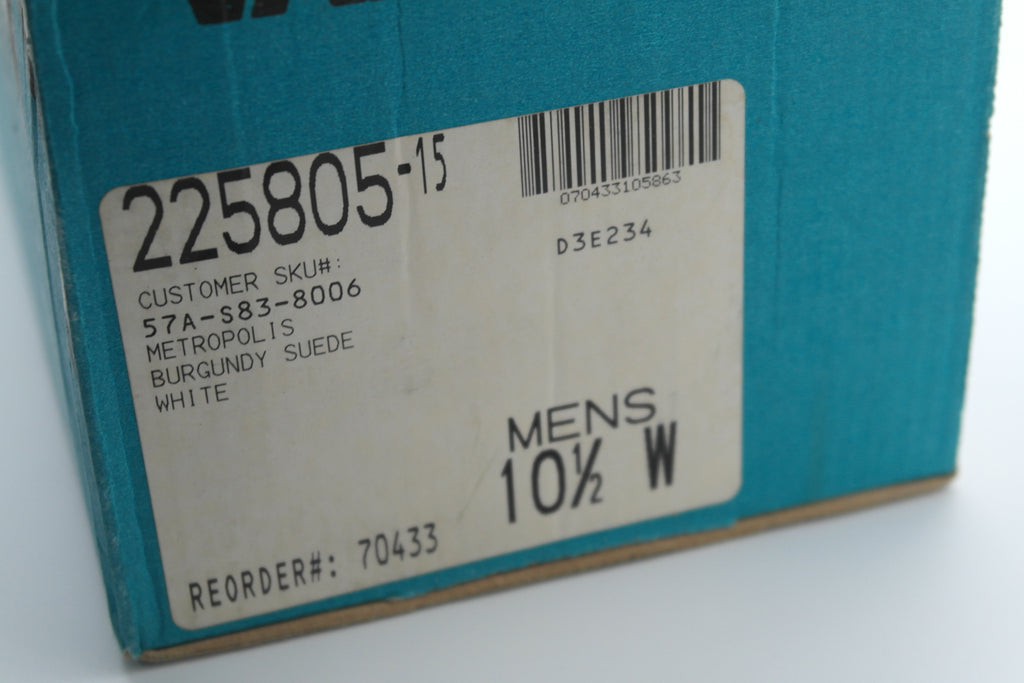 225805-15
070433105863
D3E234
CUSTOMER SKU#:
57A-S83-8006
METROPOLIS
BURGUNDY SUEDE
WHITE
MENS
10½ W
REORDER#: 70433